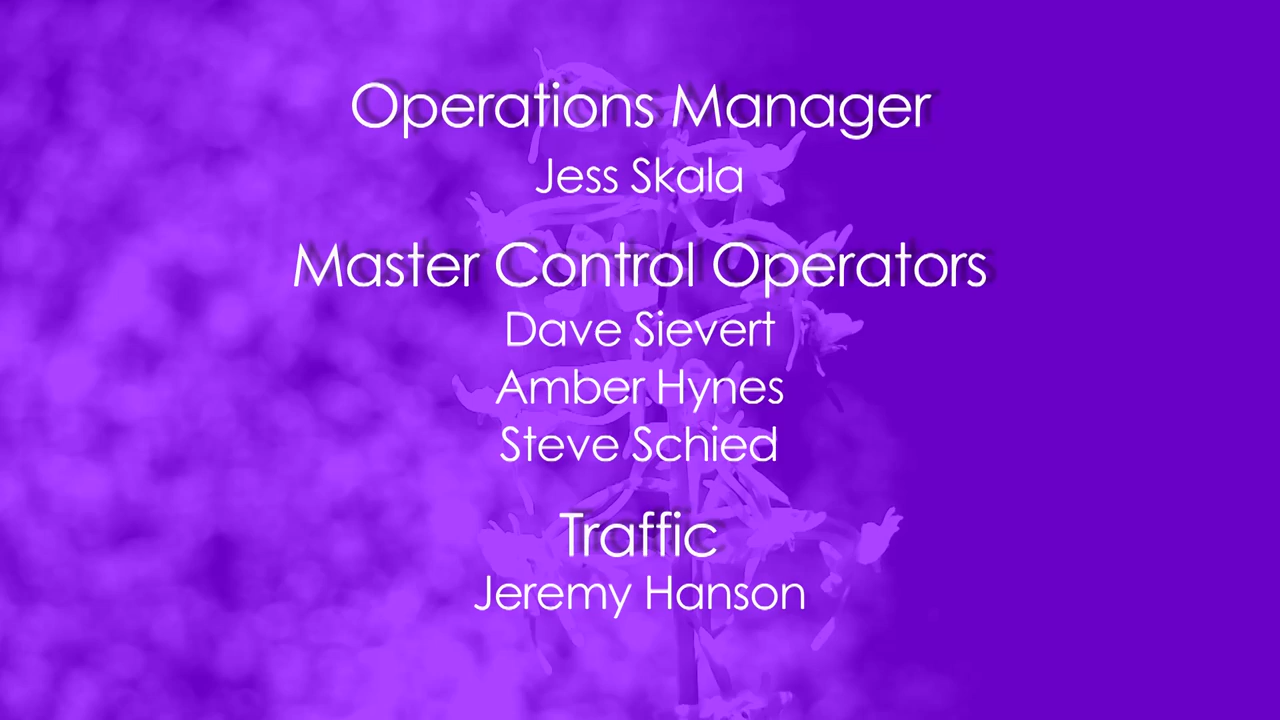 Operations Manager
Jess Skala
Master Control Operators
Dave Sievert
Amber Hynes
Steve Schied
Traffic
Jeremy Hanson